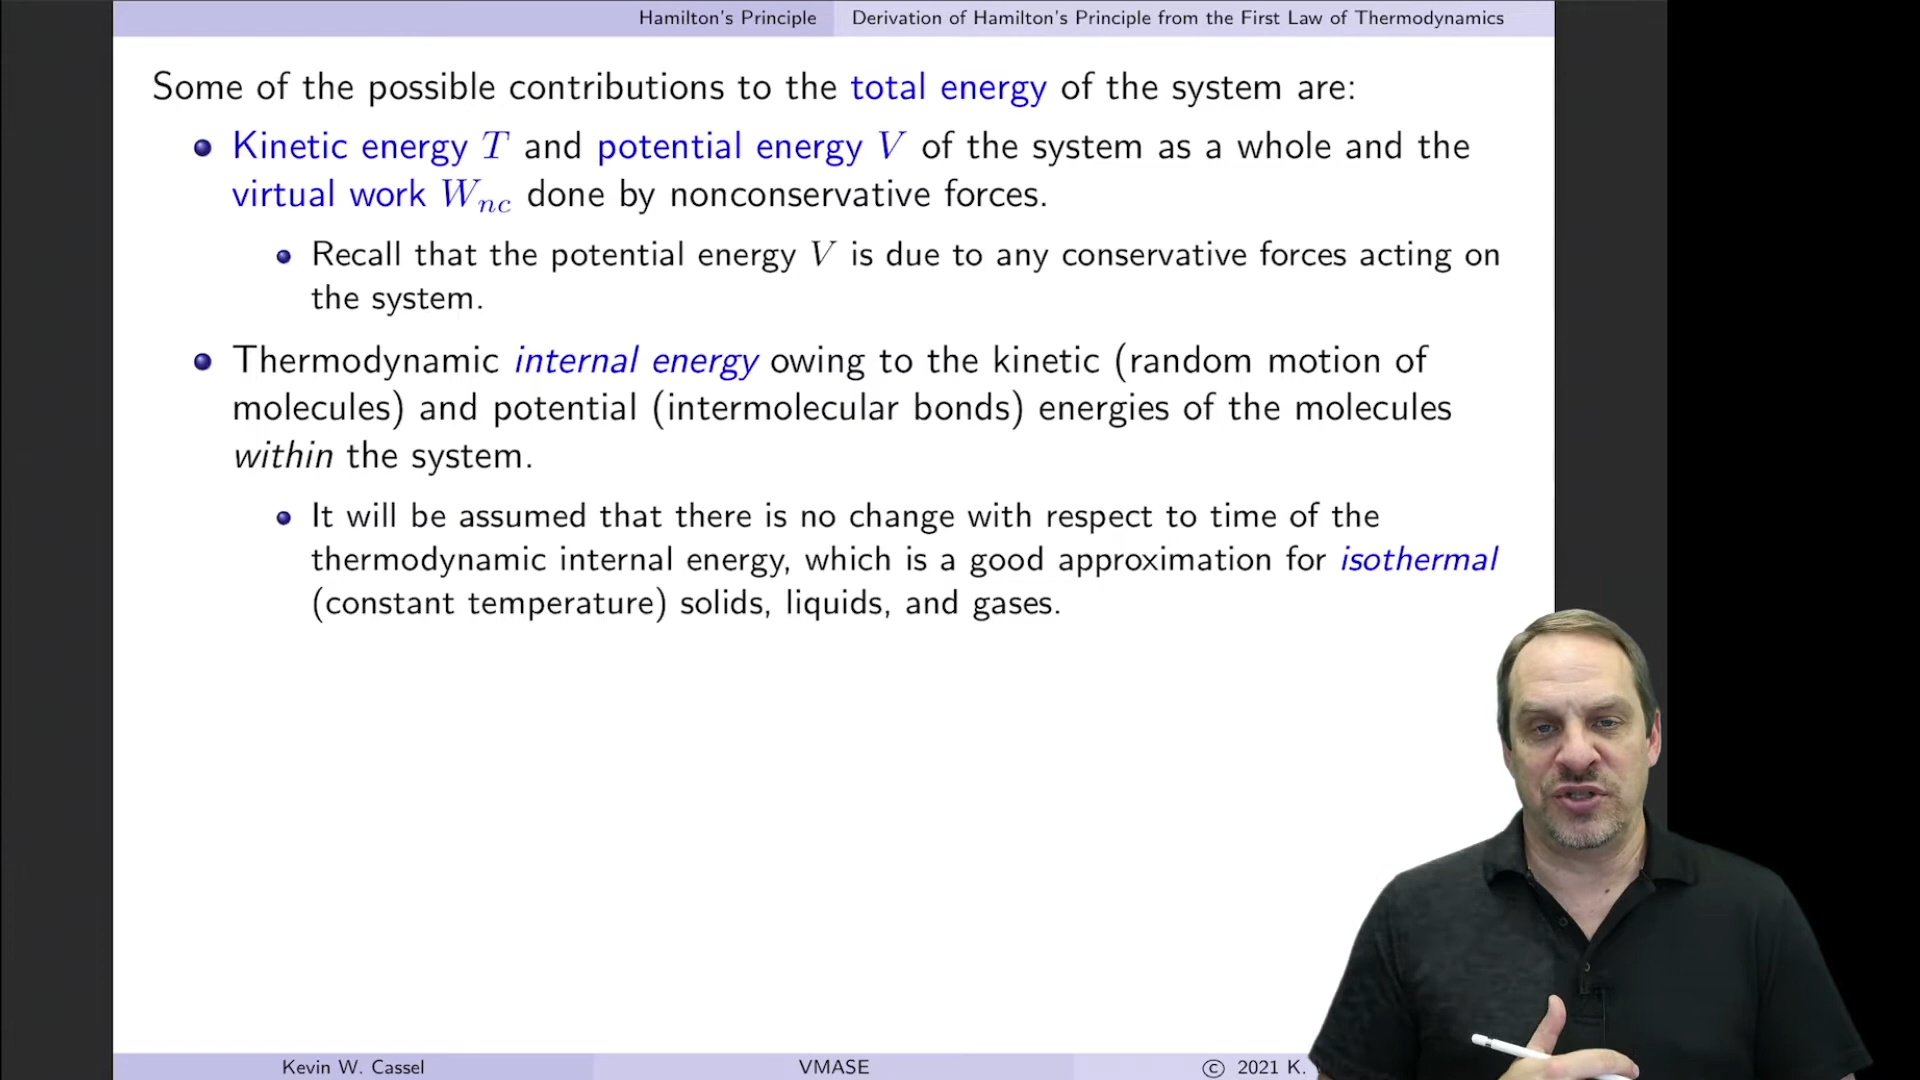 Hamilton's Principle Derivation of Hamilton's Principle from the First Law of Thermodynamics
Some of the possible contributions to the total energy of the system are:
Kinetic energy T and potential energy V of the system as a whole and the
virtual work W_nc done by nonconservative forces.
Recall that the potential energy V is due to any conservative forces acting on
the system.
Thermodynamic internal energy owing to the kinetic (random motion of
molecules) and potential (intermolecular bonds) energies of the molecules
within the system.
It will be assumed that there is no change with respect to time of the
thermodynamic internal energy, which is a good approximation for isothermal
(constant temperature) solids, liquids, and gases.
Kevin W. Cassel VMASE © 2021 K.